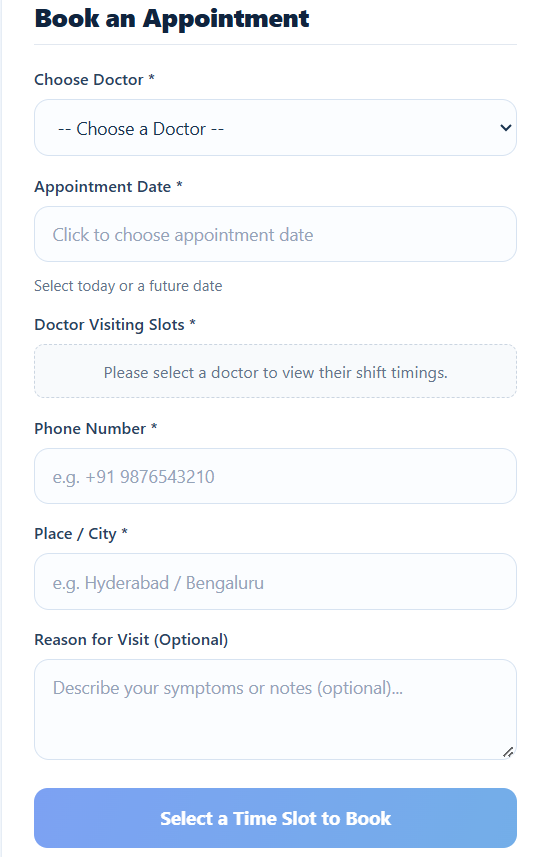 Book an Appointment
Choose Doctor *
-- Choose a Doctor --
Appointment Date *
Click to choose appointment date
Select today or a future date
Doctor Visiting Slots *
Please select a doctor to view their shift timings.
Phone Number *
e.g. +91 9876543210
Place / City *
e.g. Hyderabad / Bengaluru
Reason for Visit (Optional)
Describe your symptoms or notes (optional)...
Select a Time Slot to Book